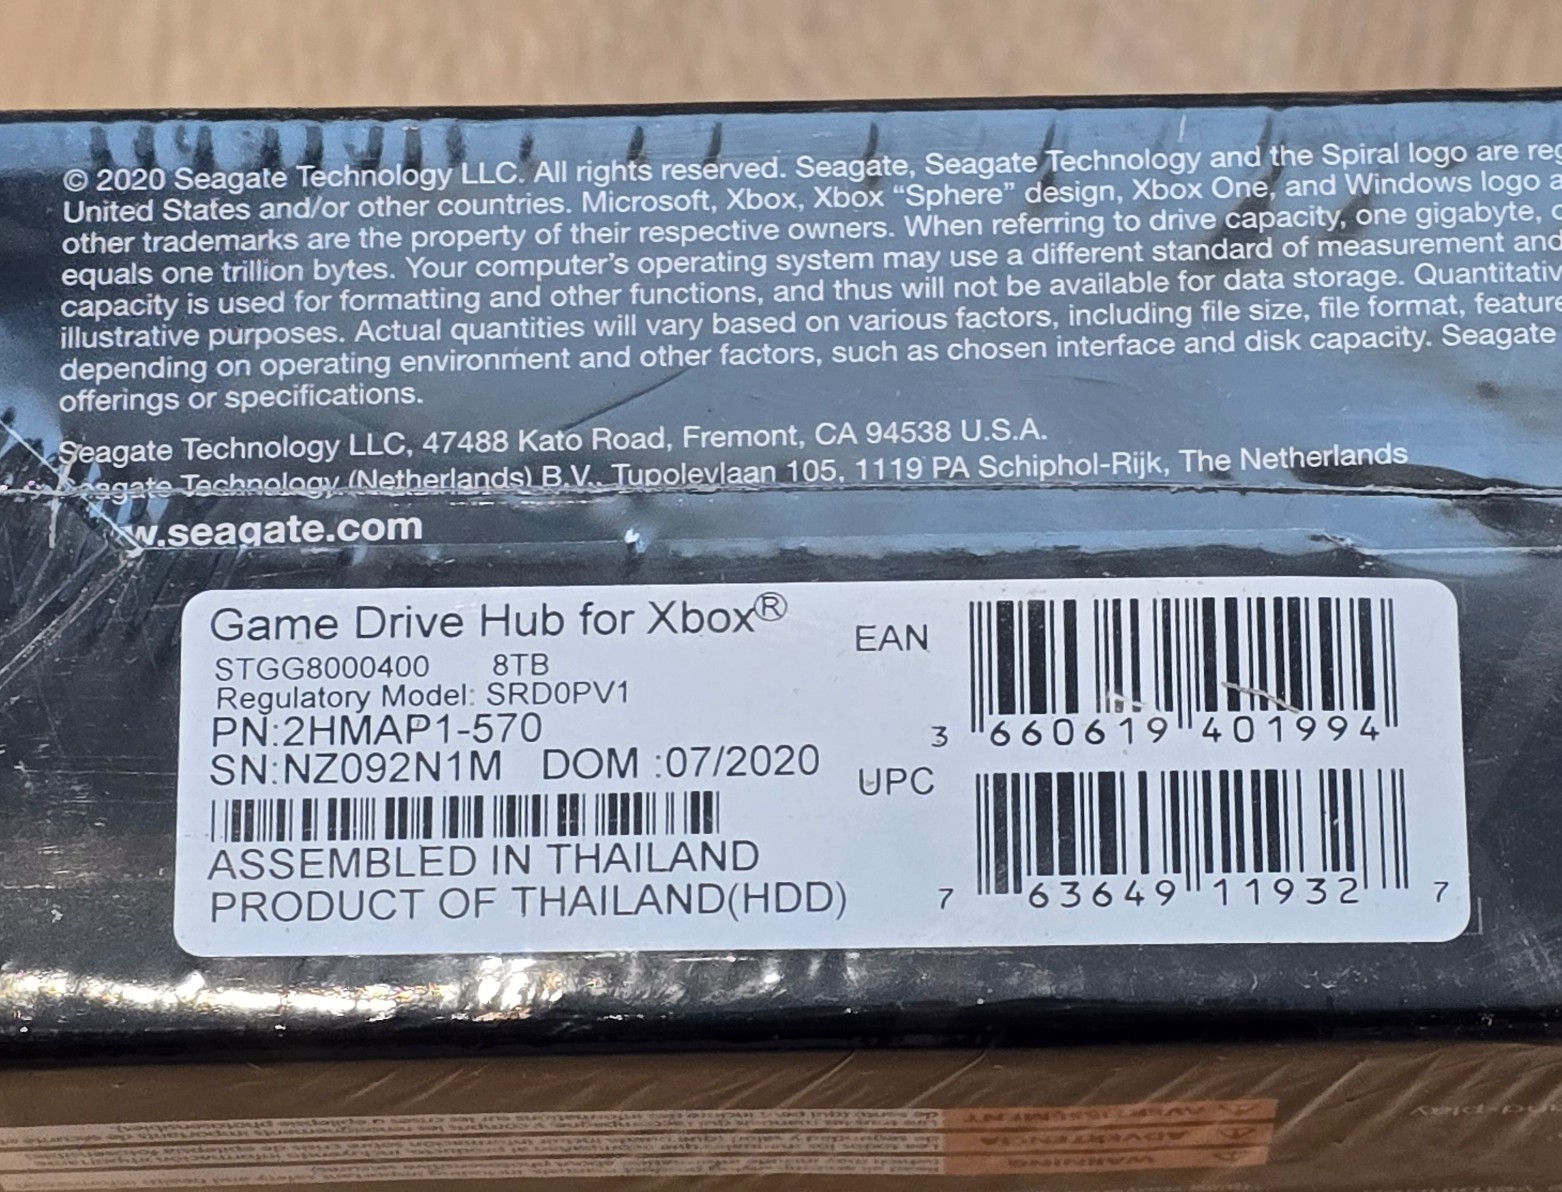 © 2020 Seagate Technology LLC. All rights reserved. Seagate, Seagate Technology and the Spiral logo are reg
United States and/or other countries. Microsoft, Xbox, Xbox “Sphere” design, Xbox One, and Windows logo a
other trademarks are the property of their respective owners. When referring to drive capacity, one gigabyte,
equals one trillion bytes. Your computer’s operating system may use a different standard of measurement and
capacity is used for formatting and other functions, and thus will not be available for data storage. Quantitativ
illustrative purposes. Actual quantities will vary based on various factors, including file size, file format, feature
depending on operating environment and other factors, such as chosen interface and disk capacity. Seagate
offerings or specifications.
Seagate Technology LLC, 47488 Kato Road, Fremont, CA 94538 U.S.A.
Seagate Technology (Netherlands) B.V., Tupolevlaan 105, 1119 PA Schiphol-Rijk, The Netherlands
w.seagate.com
Game Drive Hub for Xbox®
STGG8000400 8TB
Regulatory Model: SRD0PV1
PN:2HMAP1-570
SN:NZ092N1M DOM :07/2020
ASSEMBLED IN THAILAND
PRODUCT OF THAILAND(HDD)
EAN
3 660619 401994
UPC
7 63649 11932 7
AVERTISSEMENT
ADVERTENCIA
WARNING